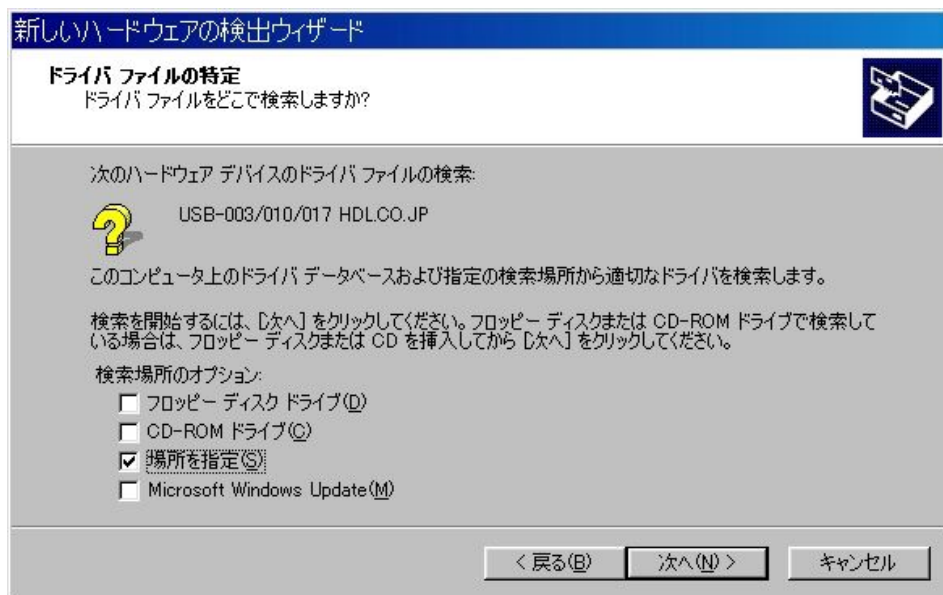 新しいハードウェアの検出ウィザード
ドライバ ファイルの特定
ドライバ ファイルをどこで検索しますか?
次のハードウェア デバイスのドライバ ファイルの検索:
USB-003/010/017 HDL.CO.JP
このコンピュータ上のドライバ データベースおよび指定の検索場所から適切なドライバを検索します。
検索を開始するには、[次へ] をクリックしてください。フロッピー ディスクまたは CD-ROM ドライブで検索して
いる場合は、フロッピー ディスクまたは CD を挿入してから [次へ] をクリックしてください。
検索場所のオプション:
フロッピー ディスク ドライブ(D)
CD-ROM ドライブ(C)
場所を指定(S)
Microsoft Windows Update(M)
< 戻る(B) 次へ(N) > キャンセル